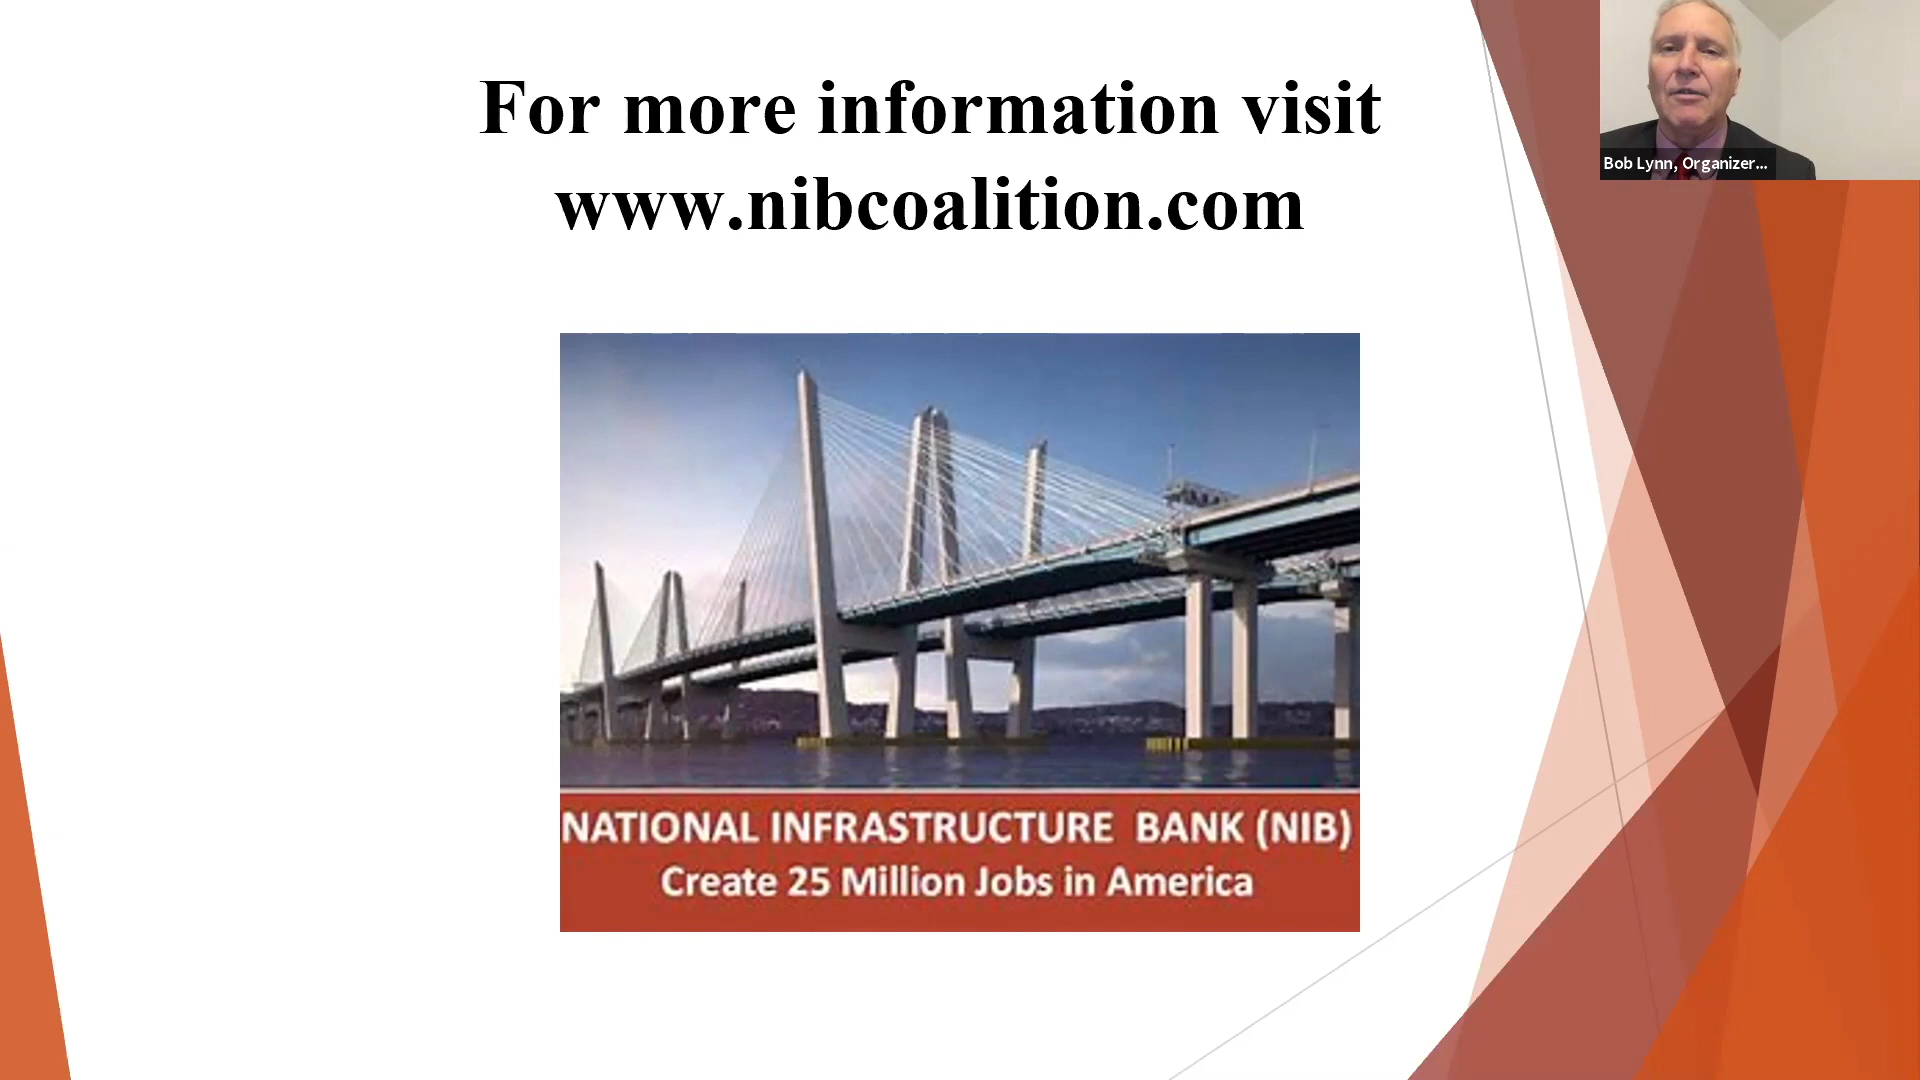 For more information visit
www.nibcoalition.com
Bob Lynn, Organizer...
NATIONAL INFRASTRUCTURE BANK (NIB)
Create 25 Million Jobs in America